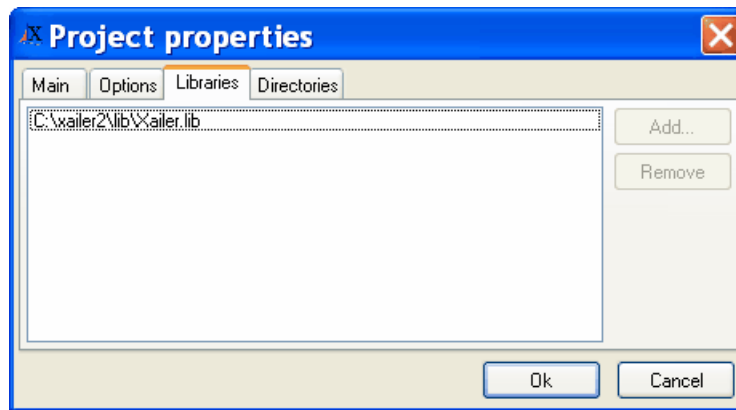 Project properties
Main Options Libraries Directories
C:\xailer2\lib\Xailer.lib
Add...
Remove
Ok Cancel